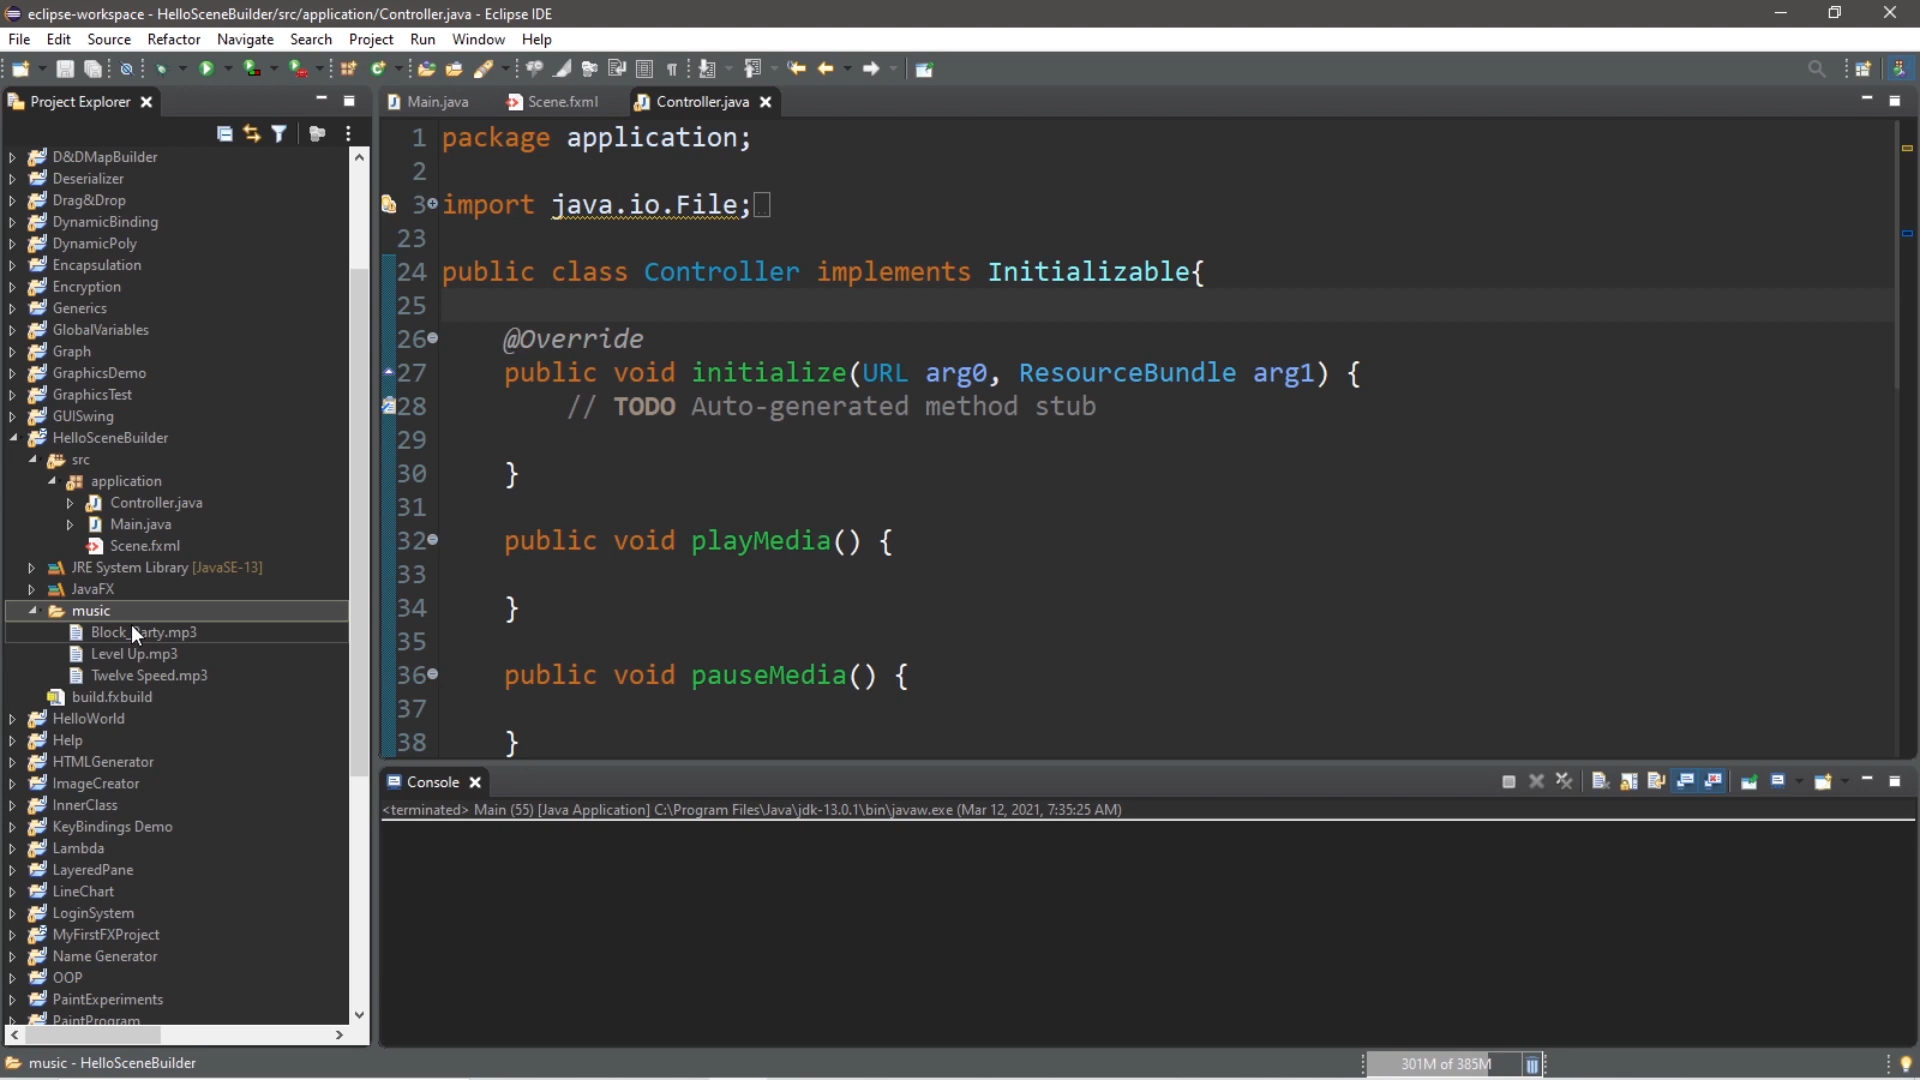 eclipse-workspace - HelloSceneBuilder/src/application/Controller.java - Eclipse IDE
File Edit Source Refactor Navigate Search Project Run Window Help
Project Explorer
D&DMapBuilder
Deserializer
Drag&Drop
DynamicBinding
DynamicPoly
Encapsulation
Encryption
Generics
GlobalVariables
Graph
GraphicsDemo
GraphicsTest
GUISwing
HelloSceneBuilder
src
application
Controller.java
Main.java
Scene.fxml
JRE System Library [JavaSE-13]
JavaFX
music
Level Up.mp3
Twelve Speed.mp3
build.fxbuild
HelloWorld
Help
HTMLGenerator
ImageCreator
InnerClass
KeyBindings Demo
Lambda
LayeredPane
LineChart
LoginSystem
MyFirstFXProject
Name Generator
OOP
PaintExperiments
PaintProgram
Main.java Scene.fxml Controller.java
1 package application;
2
3 import java.io.File;
23
24 public class Controller implements Initializable{
25
26 @Override
27 public void initialize(URL arg0, ResourceBundle arg1) {
28 // TODO Auto-generated method stub
29
30 }
31
32 public void playMedia() {
33
34 }
35
36 public void pauseMedia() {
37
38 }
Console
<terminated> Main (55) [Java Application] C:\Program Files\Java\jdk-13.0.1\bin\javaw.exe (Mar 12, 2021, 7:35:25 AM)
music - HelloSceneBuilder
301M of 385M